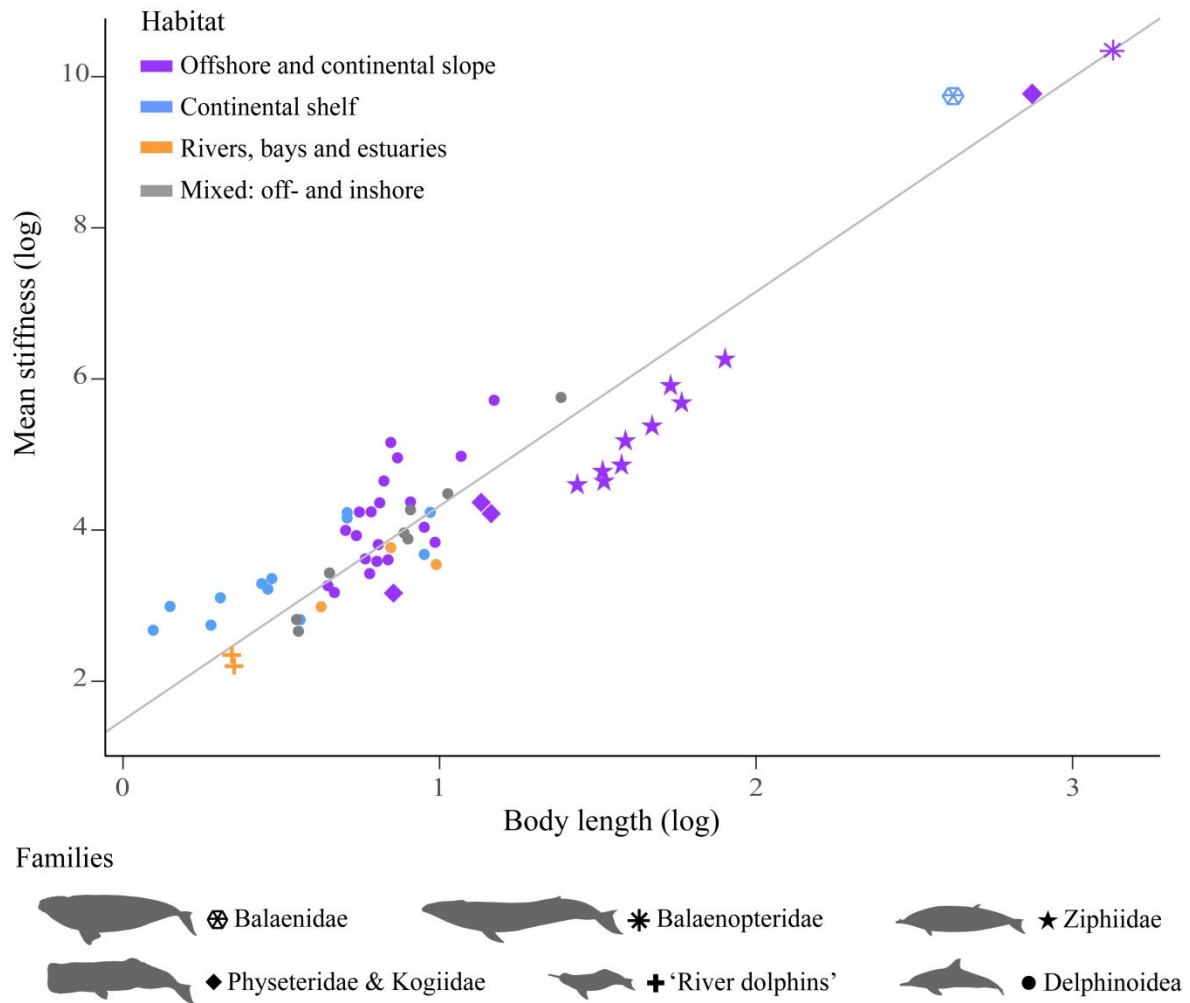 Habitat
Offshore and continental slope
Continental shelf
Rivers, bays and estuaries
Mixed: off- and inshore
Mean stiffness (log)
10
8
6
4
2
0 1 2 3
Body length (log)
Families
Balaenidae Balaenopteridae Ziphiidae
Physeteridae & Kogiidae 'River dolphins' Delphinoidea